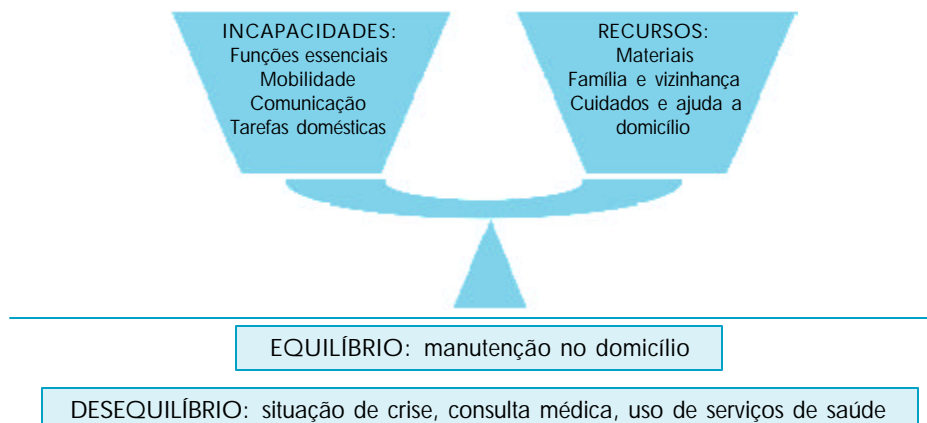 INCAPACIDADES:
Funções essenciais
Mobilidade
Comunicação
Tarefas domésticas
RECURSOS:
Materiais
Família e vizinhança
Cuidados e ajuda a
domicílio
EQUILÍBRIO: manutenção no domicílio
DESEQUILÍBRIO: situação de crise, consulta médica, uso de serviços de saúde